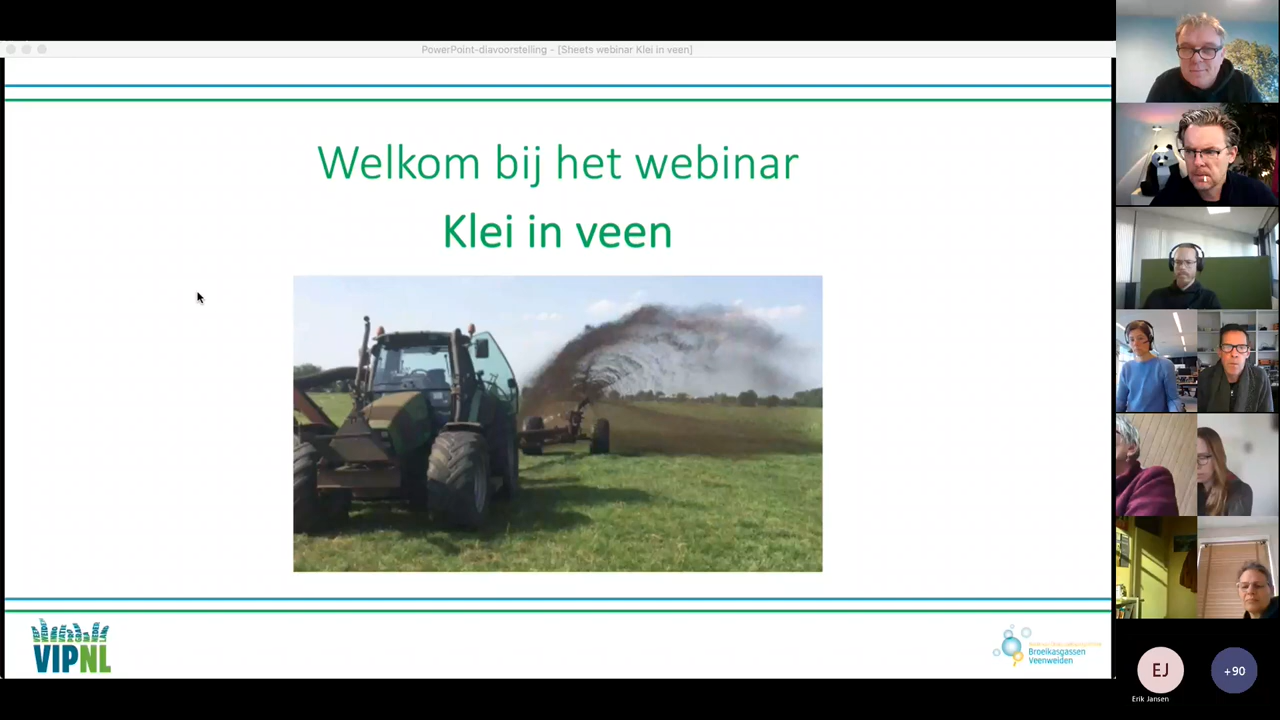 PowerPoint-diavoorstelling - [Sheets webinar Klei in veen]
Welkom bij het webinar
Klei in veen
VIPNL
Broeikasgassen
Veenweiden
EJ
+90
Erik Jansen